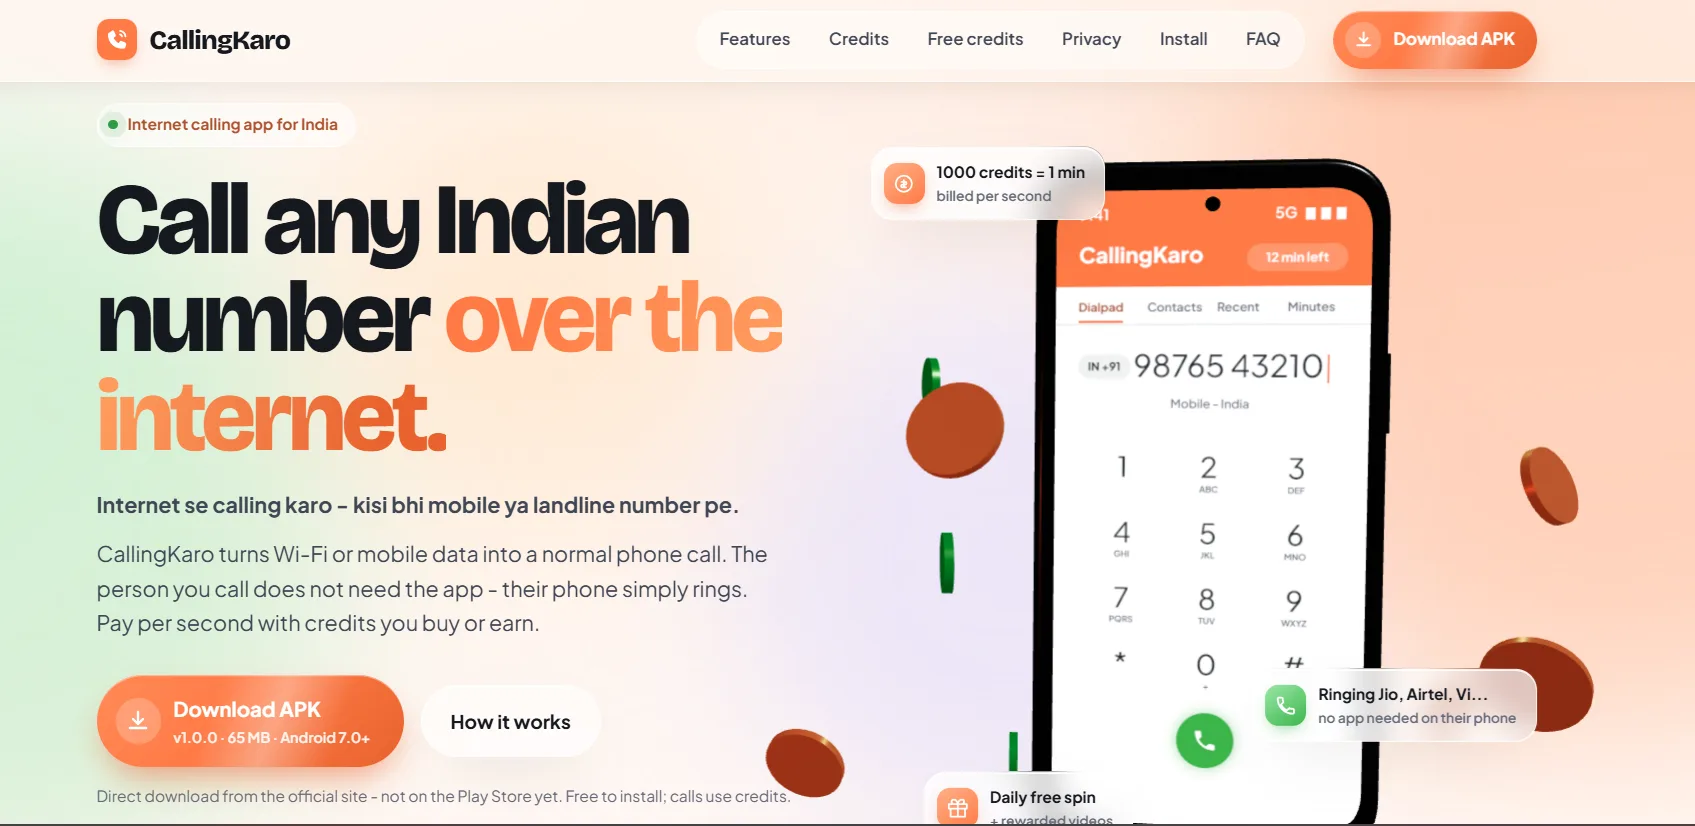 CallingKaro
Features
Credits
Free credits
Privacy
Install
FAQ
Download APK
Internet calling app for India
Call any Indian
number over the
internet.
Internet se calling karo - kisi bhi mobile ya landline number pe.
CallingKaro turns Wi-Fi or mobile data into a normal phone call. The
person you call does not need the app - their phone simply rings.
Pay per second with credits you buy or earn.
Download APK
v1.0.0 · 65 MB · Android 7.0+
How it works
Direct download from the official site - not on the Play Store yet. Free to install; calls use credits.
1000 credits = 1 min
billed per second
5G
CallingKaro
12 min left
Dialpad
Contacts
Recent
Minutes
IN +91
98765 43210
Mobile - India
1
2
3
ABC
DEF
4
5
6
GHI
JKL
MNO
7
8
9
PQRS
TUV
WXYZ
*
0
#
+
Ringing Jio, Airtel, Vi...
no app needed on their phone
Daily free spin
+ rewarded videos